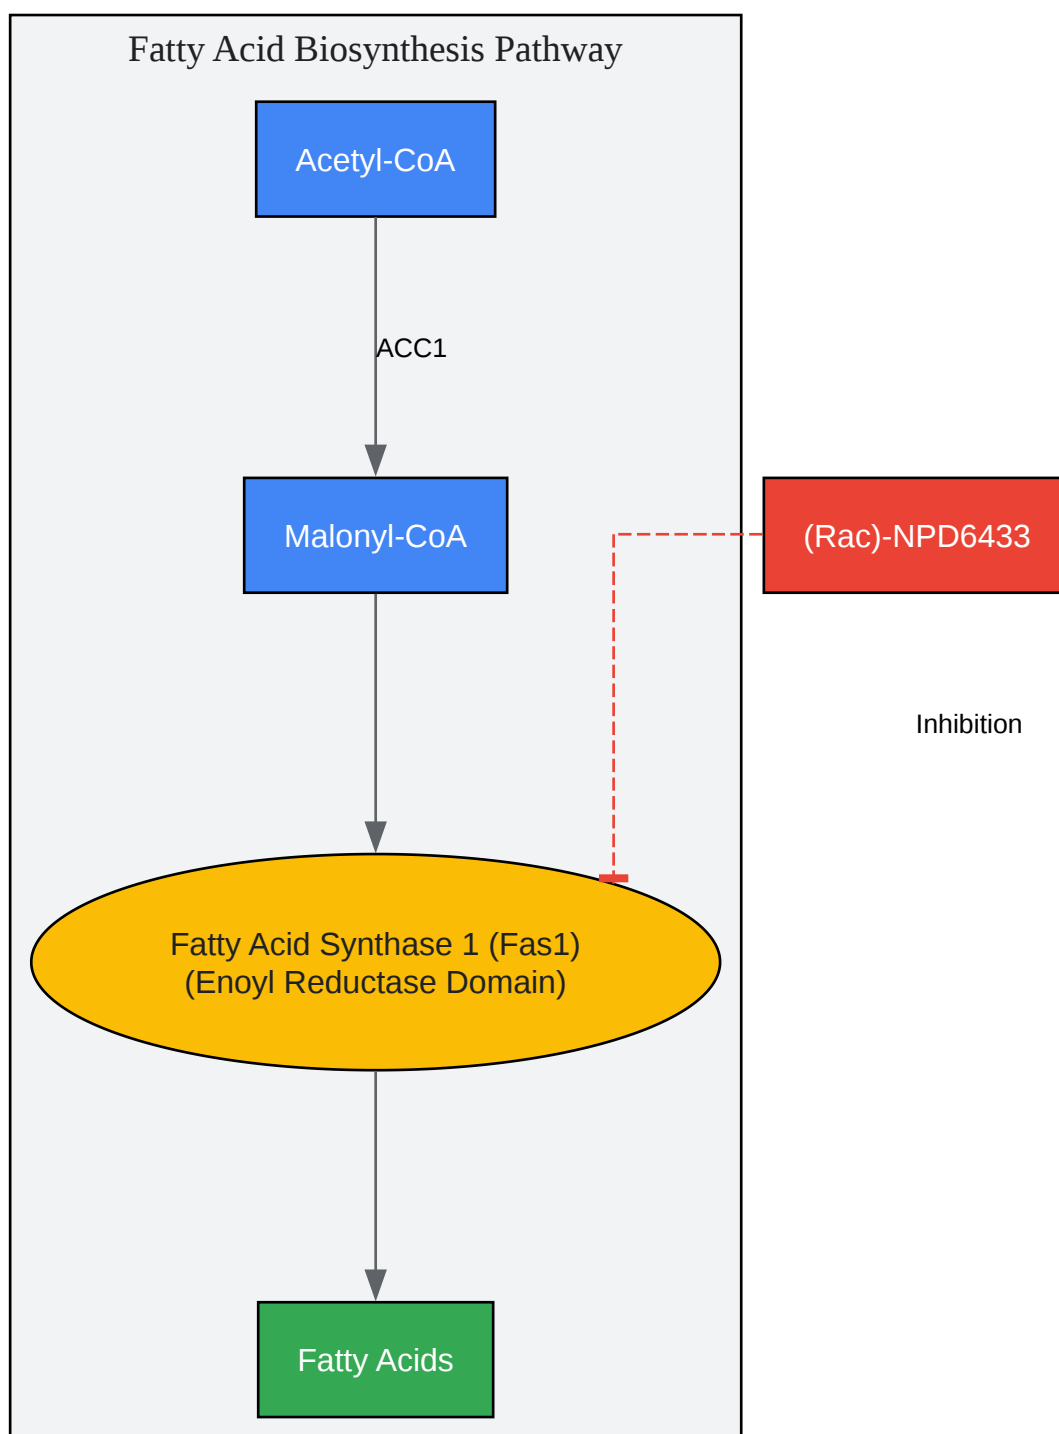 Fatty Acid Biosynthesis Pathway
Acetyl-CoA
ACC1
Malonyl-CoA
(Rac)-NPD6433
Inhibition
Fatty Acid Synthase 1 (Fas1)
(Enoyl Reductase Domain)
Fatty Acids